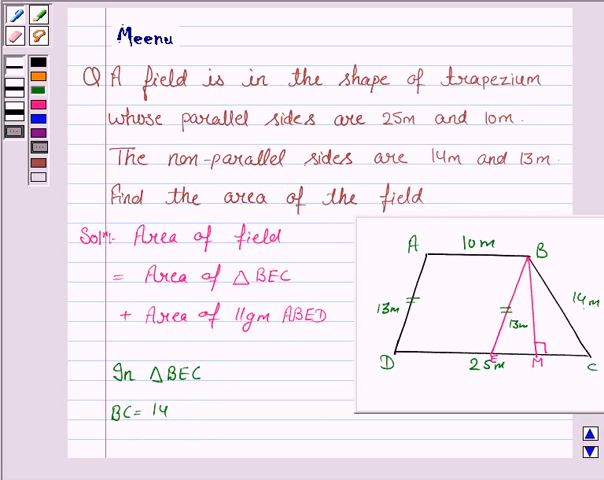 Meenu
Q A field is in the shape of trapezium
whose parallel sides are 25m and 10m.
The non-parallel sides are 14m and 13m.
Find the area of the field
Soln:- Area of field
= Area of △BEC
+ Area of ||gm ABED
In △BEC
BC = 14
A 10m B
13m 13m 14m
D 25m E M C